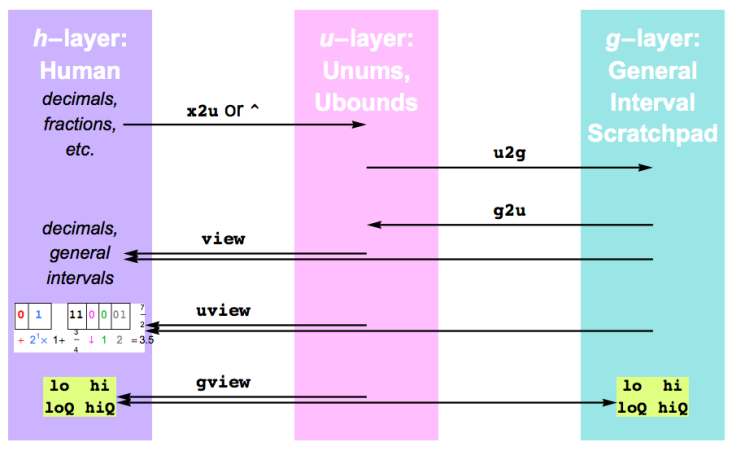 h–layer:
Human
decimals,
fractions,
etc.
u–layer:
Unums,
Ubounds
g–layer:
General
Interval
Scratchpad
x2u or ^
u2g
g2u
decimals,
general
intervals
view
0 1 11 0 0 01 7/2
+ 2¹× 1+ 3/4 ↓ 1 2 =3.5
uview
gview
lo hi
loQ hiQ
lo hi
loQ hiQ